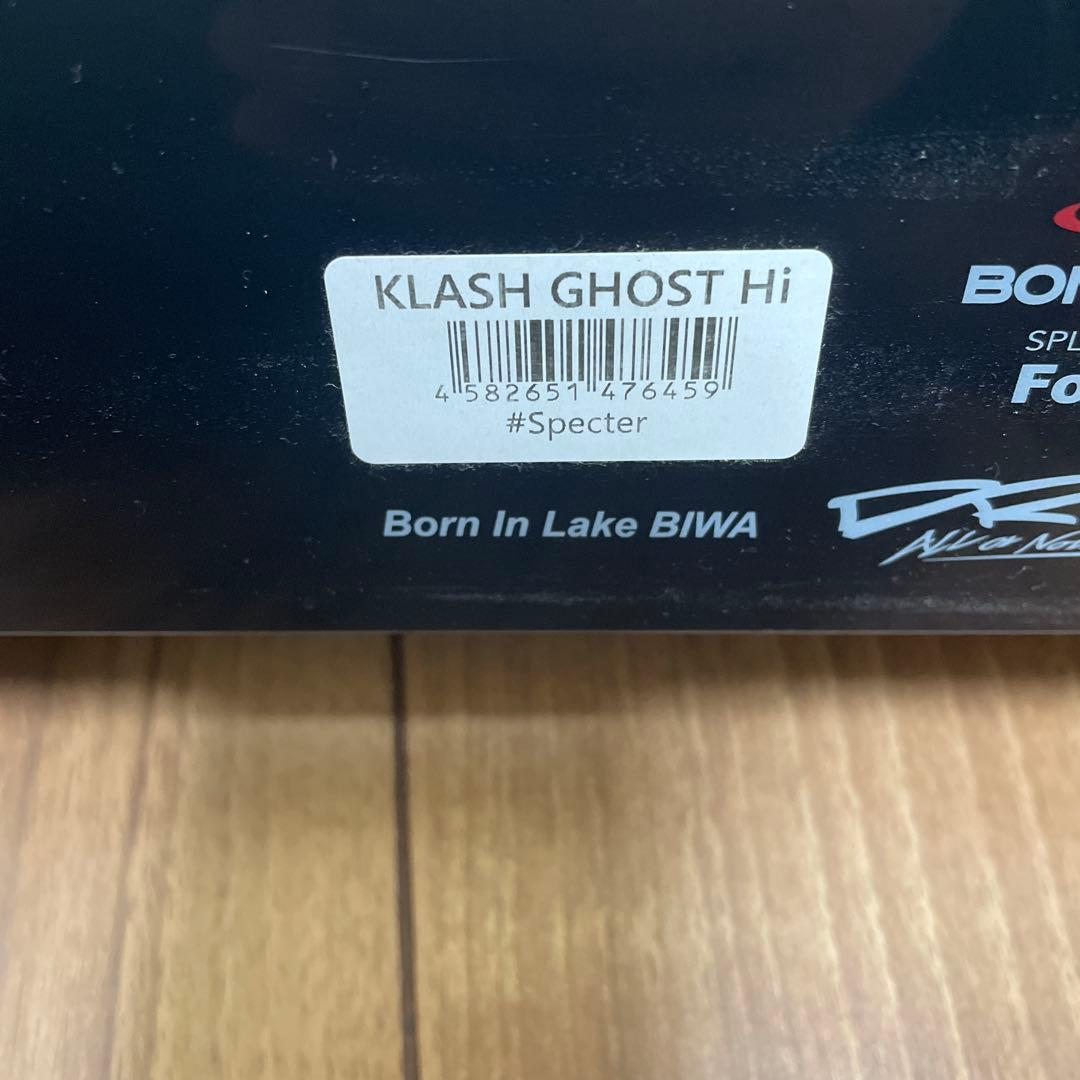 KLASH GHOST Hi
4 582651 476459
#Specter
Born In Lake BIWA